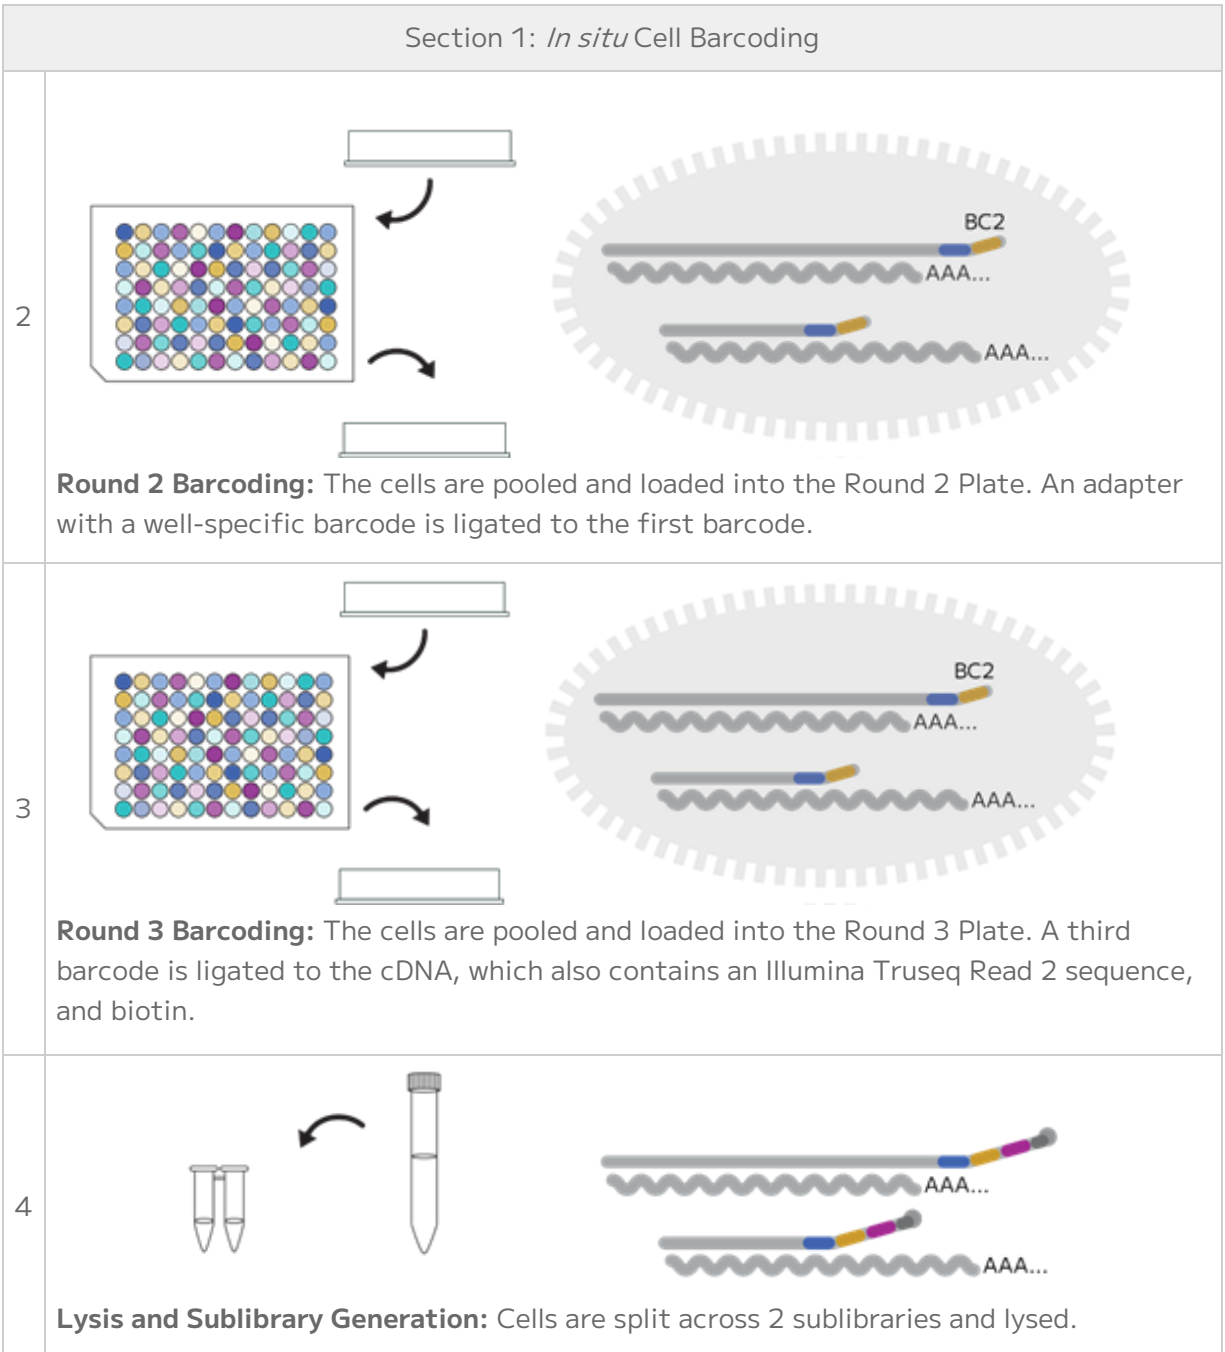 Section 1: In situ Cell Barcoding
2
BC2
AAA...
AAA...
Round 2 Barcoding: The cells are pooled and loaded into the Round 2 Plate. An adapter
with a well-specific barcode is ligated to the first barcode.
3
BC2
AAA...
AAA...
Round 3 Barcoding: The cells are pooled and loaded into the Round 3 Plate. A third
barcode is ligated to the cDNA, which also contains an Illumina Truseq Read 2 sequence,
and biotin.
4
AAA...
AAA...
Lysis and Sublibrary Generation: Cells are split across 2 sublibraries and lysed.